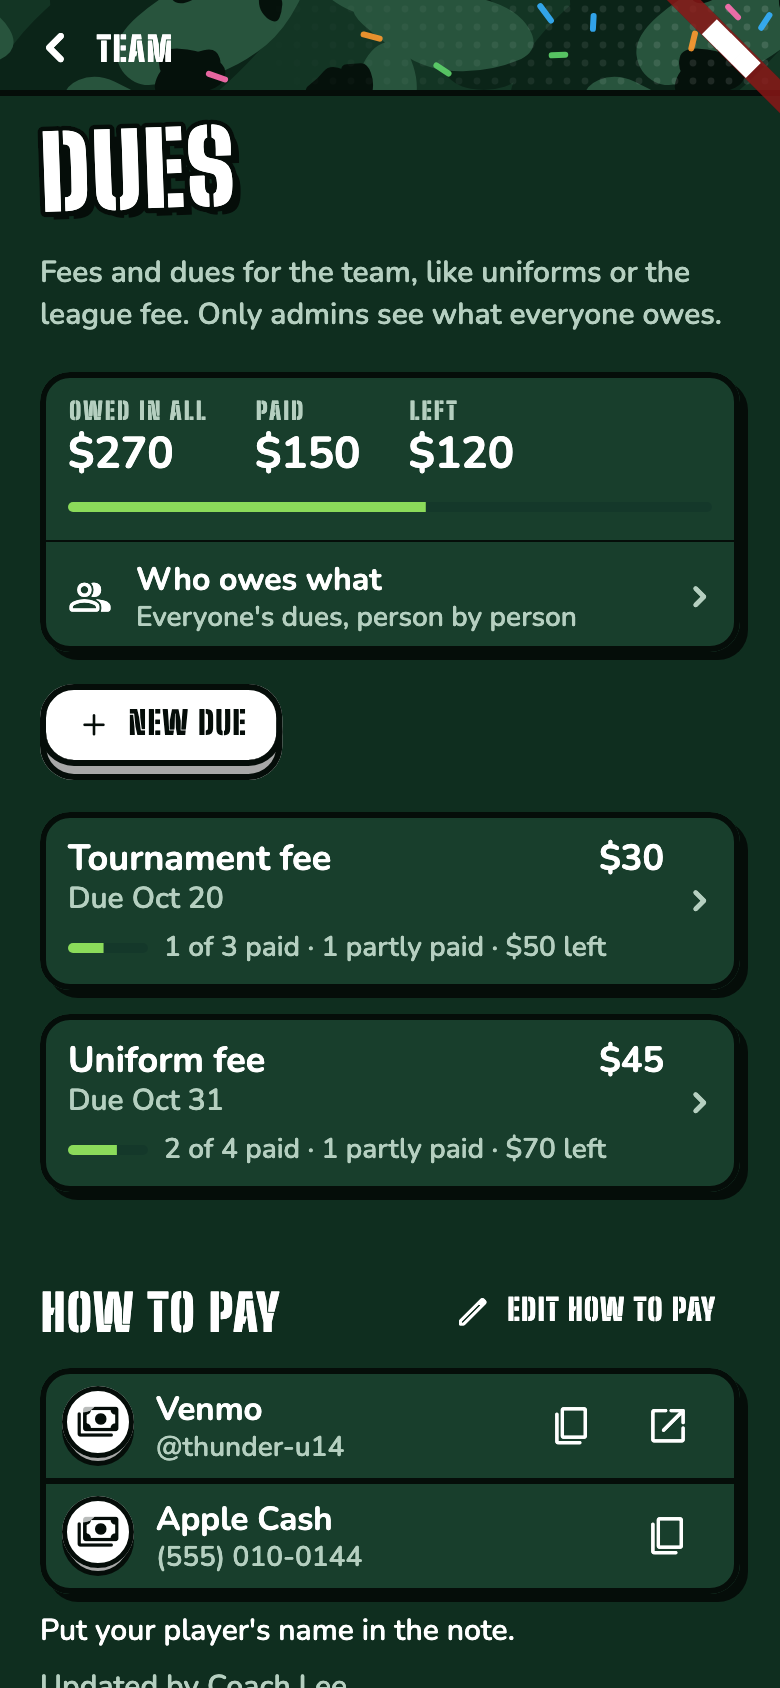 TEAM
DUES
Fees and dues for the team, like uniforms or the
league fee. Only admins see what everyone owes.
OWED IN ALL PAID LEFT
$270 $150 $120
Who owes what
Everyone's dues, person by person
+ NEW DUE
Tournament fee $30
Due Oct 20
1 of 3 paid · 1 partly paid · $50 left
Uniform fee $45
Due Oct 31
2 of 4 paid · 1 partly paid · $70 left
HOW TO PAY EDIT HOW TO PAY
Venmo
@thunder-u14
Apple Cash
(555) 010-0144
Put your player's name in the note.
Updated by Coach Lee